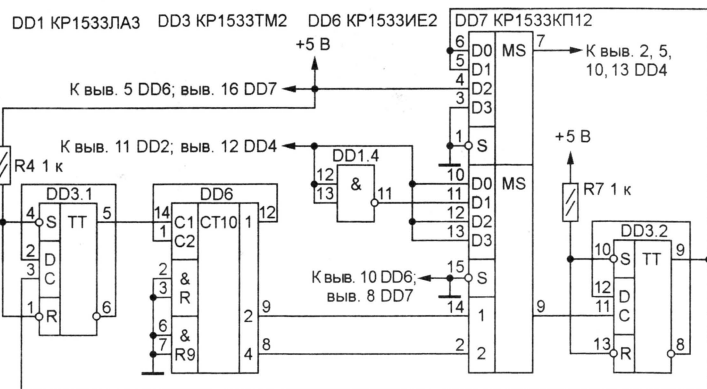 DD1 КР1533ЛА3 DD3 КР1533ТМ2 DD6 КР1533ИЕ2 DD7 КР1533КП12
+5 В
К выв. 5 DD6; выв. 16 DD7
К выв. 11 DD2; выв. 12 DD4
R4 1 к
DD3.1
4 S TT 5
2 D
3 C
1 R 6
DD6
14 C1 CT10 1 12
1 C2
2 &
3 R
6 &
7 R9
2 9
4 8
DD1.4
12 & 11
13
6 D0 MS 7
5 D1
4 D2
3 D3
1 S
10 D0 MS
11 D1
12 D2
13 D3
15 S
14 1 9
2 2
К выв. 2, 5,
10, 13 DD4
К выв. 10 DD6;
выв. 8 DD7
+5 В
R7 1 к
DD3.2
10 S TT 9
12 D
11 C
13 R 8